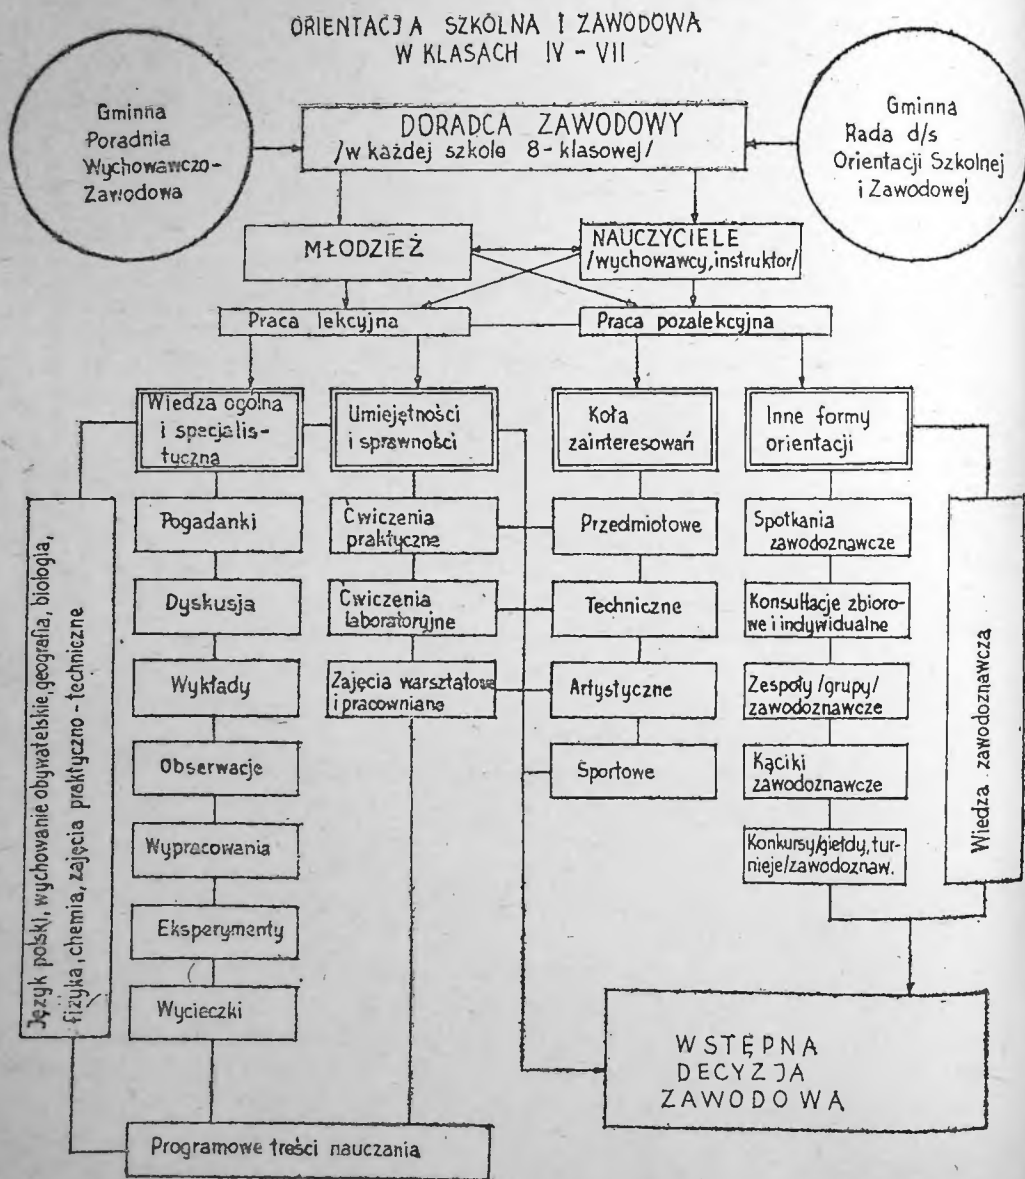 ORIENTACJA SZKOLNA I ZAWODOWA
W KLASACH IV - VII
Gminna
Poradnia
Wychowawczo-
Zawodowa
DORADCA ZAWODOWY
/w każdej szkole 8-klasowej/
Gminna
Rada d/s
Orientacji Szkolnej
i Zawodowej
MŁODZIEŻ
NAUCZYCIELE
/wychowawcy, instruktor/
Praca lekcyjna
Praca pozalekcyjna
Wiedza ogólna
i specjalis-
tyczna
Umiejętności
i sprawności
Koła
zainteresowań
Inne formy
orientacji
Język polski, wychowanie obywatelskie, geografia, biologia,
fizyka, chemia, zajęcia praktyczno-techniczne
Pogadanki
Dyskusja
Wykłady
Obserwacje
Wypracowania
Eksperymenty
Wycieczki
Ćwiczenia
praktyczne
Ćwiczenia
laboratoryjne
Zajęcia warsztatowe
i pracowniane
Przedmiotowe
Techniczne
Artystyczne
Sportowe
Spotkania
zawodoznawcze
Konsultacje zbioro-
we i indywidualne
Zespoły /grupy/
zawodoznawcze
Kąciki
zawodoznawcze
Konkursy/giełdy, tur-
nieje/zawodoznaw.
Wiedza zawodoznawcza
WSTĘPNA
DECYZJA
ZAWODOWA
Programowe treści nauczania